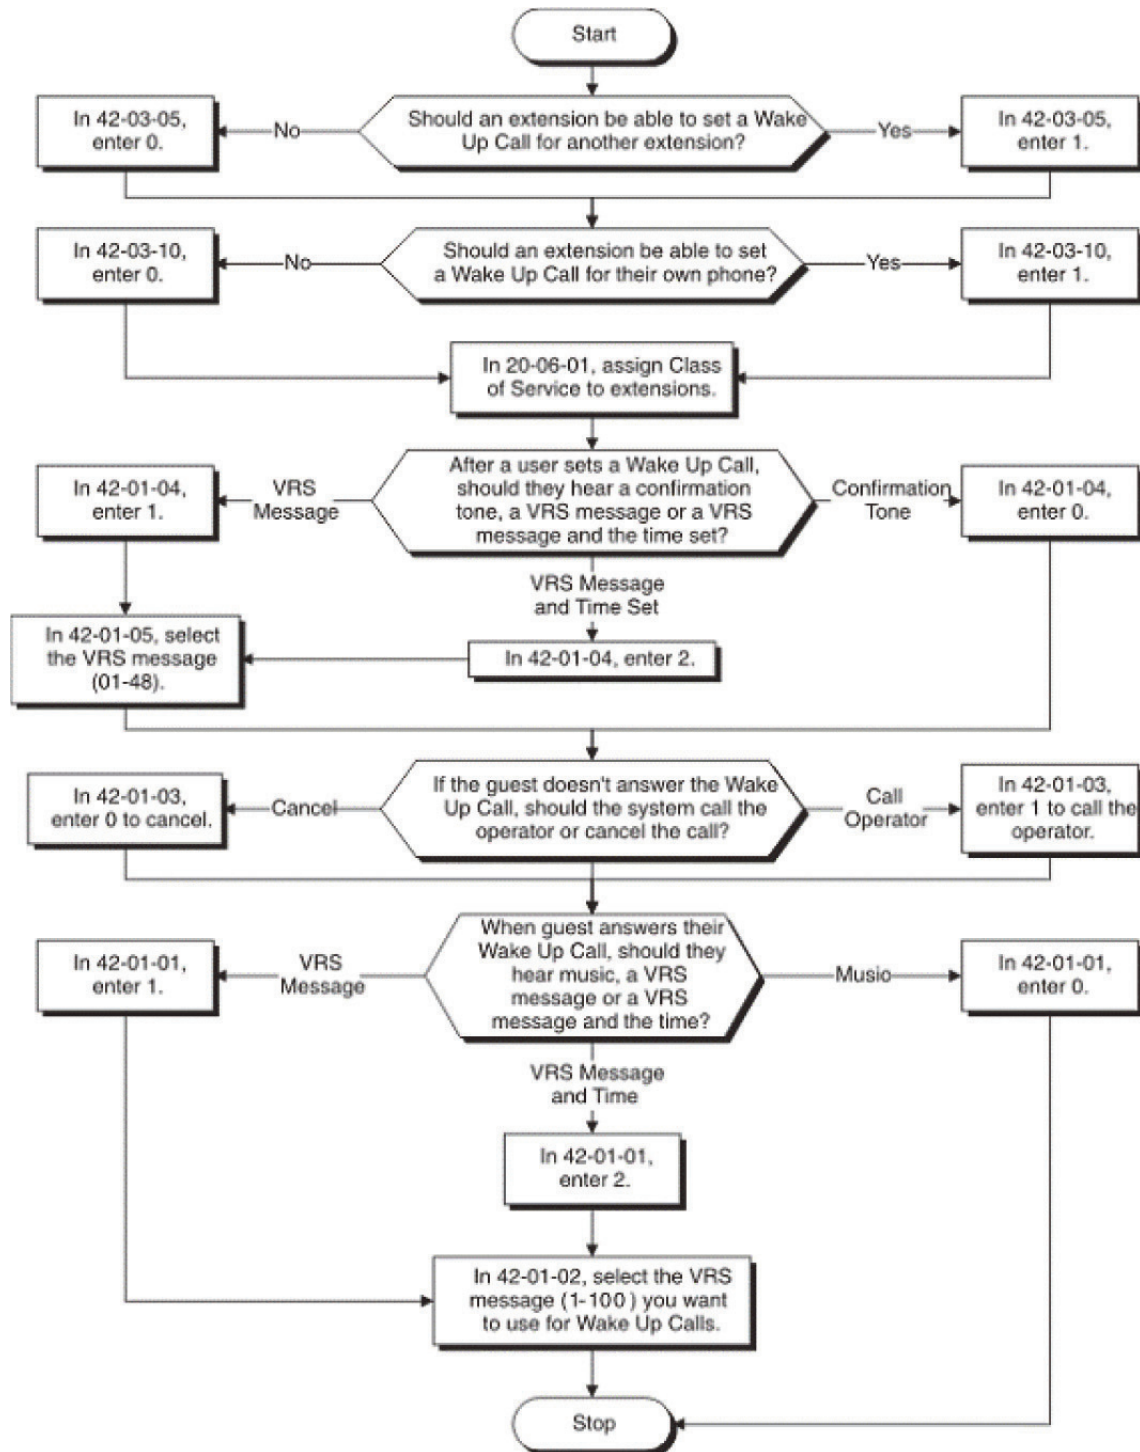 Start
Should an extension be able to set a Wake
Up Call for another extension?
No
In 42-03-05,
enter 0.
Yes
In 42-03-05,
enter 1.
Should an extension be able to set
a Wake Up Call for their own phone?
No
In 42-03-10,
enter 0.
Yes
In 42-03-10,
enter 1.
In 20-06-01, assign Class
of Service to extensions.
After a user sets a Wake Up Call,
should they hear a confirmation
tone, a VRS message or a VRS
message and the time set?
VRS
Message
In 42-01-04,
enter 1.
Confirmation
Tone
In 42-01-04,
enter 0.
VRS Message
and Time Set
In 42-01-04, enter 2.
In 42-01-05, select
the VRS message
(01-48).
If the guest doesn't answer the Wake
Up Call, should the system call the
operator or cancel the call?
Cancel
In 42-01-03,
enter 0 to cancel.
Call
Operator
In 42-01-03,
enter 1 to call the
operator.
When guest answers their
Wake Up Call, should they
hear music, a VRS
message or a VRS
message and the time?
VRS
Message
In 42-01-01,
enter 1.
Music
In 42-01-01,
enter 0.
VRS Message
and Time
In 42-01-01,
enter 2.
In 42-01-02, select the VRS
message (1-100) you want
to use for Wake Up Calls.
Stop